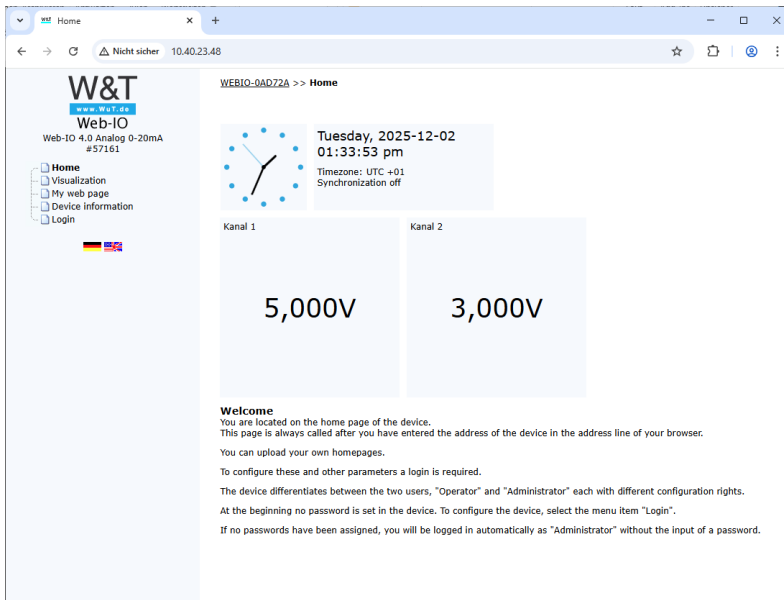 Home
Nicht sicher
10.40.23.48
W&T
www.WuT.de
Web-IO
Web-IO 4.0 Analog 0-20mA
#57161
Home
Visualization
My web page
Device information
Login
WEBIO-0AD72A >> Home
Tuesday, 2025-12-02
01:33:53 pm
Timezone: UTC +01
Synchronization off
Kanal 1
5,000V
Kanal 2
3,000V
Welcome
You are located on the home page of the device.
This page is always called after you have entered the address of the device in the address line of your browser.
You can upload your own homepages.
To configure these and other parameters a login is required.
The device differentiates between the two users, "Operator" and "Administrator" each with different configuration rights.
At the beginning no password is set in the device. To configure the device, select the menu item "Login".
If no passwords have been assigned, you will be logged in automatically as "Administrator" without the input of a password.